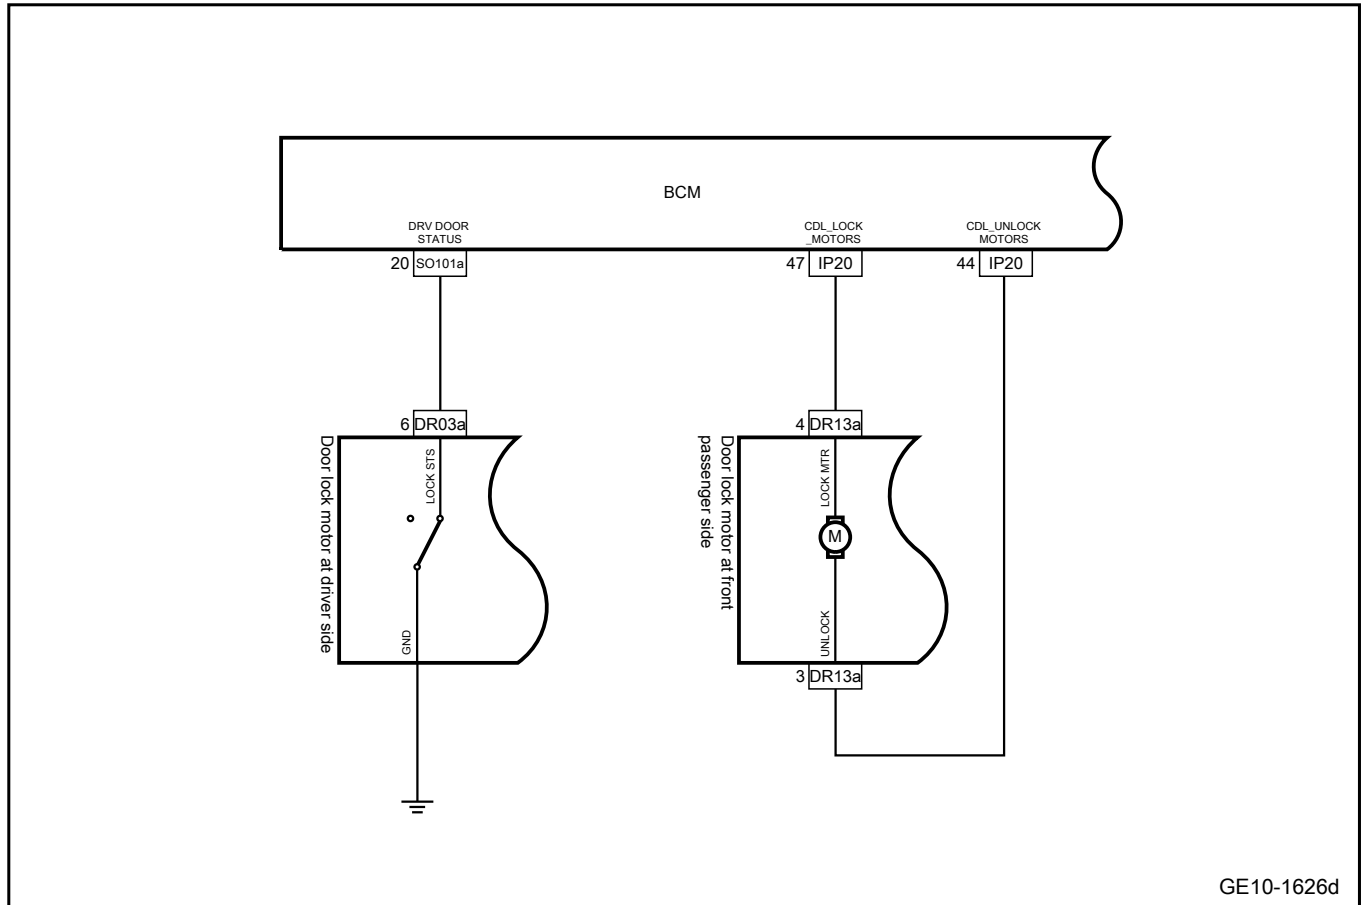 BCM
DRV DOOR
STATUS
CDL_LOCK
_MOTORS
CDL_UNLOCK
MOTORS
20 SO101a
47 IP20
44 IP20
6 DR03a
4 DR13a
Door lock motor at driver side
LOCK STS
GND
Door lock motor at front
passenger side
LOCK MTR
M
UNLOCK
3 DR13a
GE10-1626d